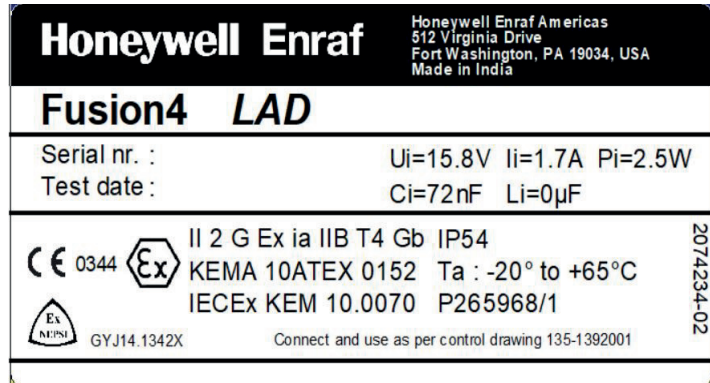 Honeywell Enraf
Honeywell Enraf Americas
512 Virginia Drive
Fort Washington, PA 19034, USA
Made in India
Fusion4 LAD
Serial nr. :
Test date :
Ui=15.8V Ii=1.7A Pi=2.5W
Ci=72nF Li=0µF
CE 0344 Ex
II 2 G Ex ia IIB T4 Gb IP54
KEMA 10ATEX 0152 Ta : -20° to +65°C
IECEx KEM 10.0070 P265968/1
Ex
NEPSI
GYJ14.1342X
Connect and use as per control drawing 135-1392001
2074234-02